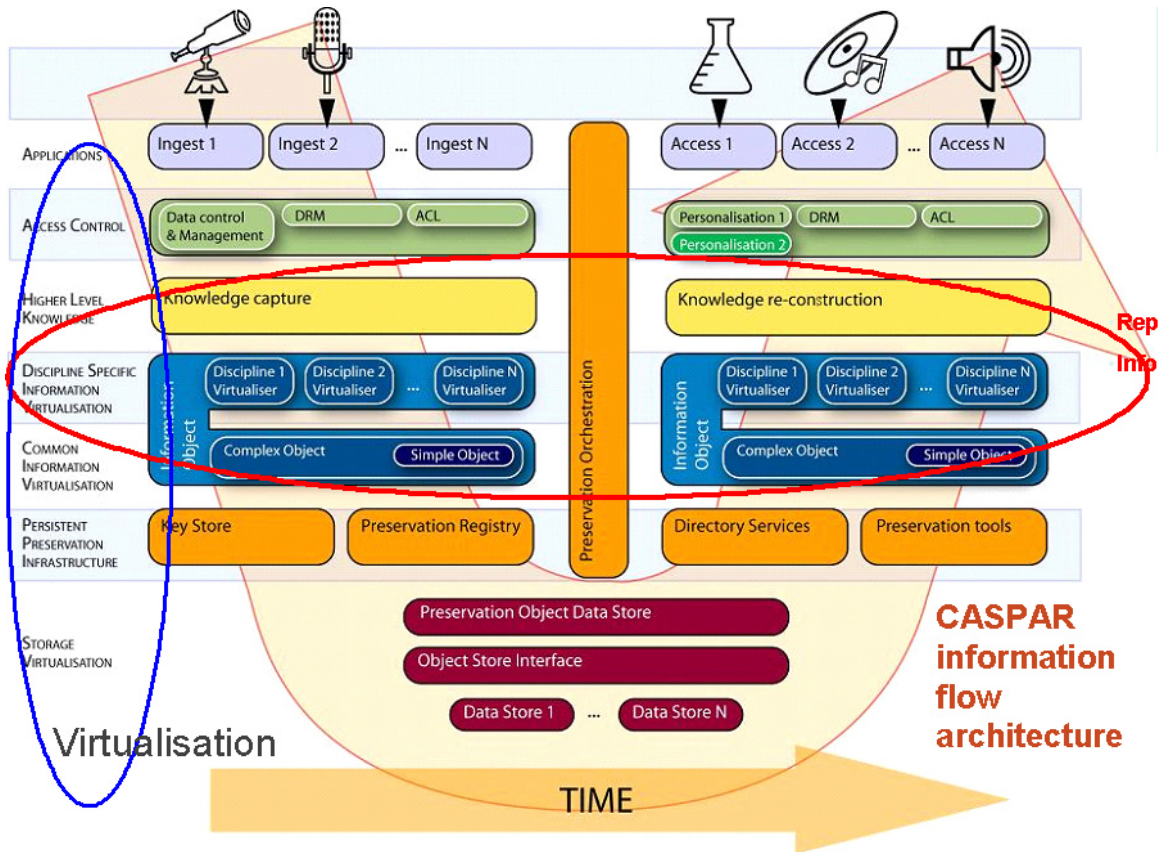 APPLICATIONS
Ingest 1
Ingest 2
...
Ingest N
Access 1
Access 2
...
Access N
ACCESS CONTROL
Data control
& Management
DRM
ACL
Personalisation 1
Personalisation 2
DRM
ACL
HIGHER LEVEL
KNOWLEDGE
Knowledge capture
Knowledge re-construction
Rep
Info
DISCIPLINE SPECIFIC
INFORMATION
VIRTUALISATION
Information
Object
Discipline 1
Virtualiser
Discipline 2
Virtualiser
...
Discipline N
Virtualiser
Preservation Orchestration
Information
Object
Discipline 1
Virtualiser
Discipline 2
Virtualiser
...
Discipline N
Virtualiser
COMMON
INFORMATION
VIRTUALISATION
Complex Object
Simple Object
Complex Object
Simple Object
PERSISTENT
PRESERVATION
INFRASTRUCTURE
Key Store
Preservation Registry
Directory Services
Preservation tools
STORAGE
VIRTUALISATION
Preservation Object Data Store
Object Store Interface
Data Store 1
...
Data Store N
CASPAR
information
flow
architecture
Virtualisation
TIME